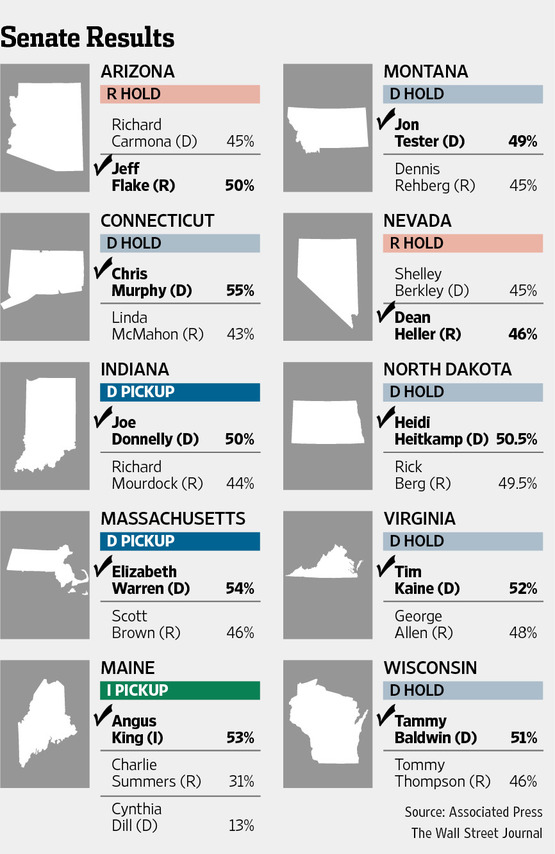 Senate Results
ARIZONA
R HOLD
Richard
Carmona (D) 45%
Jeff
Flake (R) 50%
CONNECTICUT
D HOLD
Chris
Murphy (D) 55%
Linda
McMahon (R) 43%
INDIANA
D PICKUP
Joe
Donnelly (D) 50%
Richard
Mourdock (R) 44%
MASSACHUSETTS
D PICKUP
Elizabeth
Warren (D) 54%
Scott
Brown (R) 46%
MAINE
I PICKUP
Angus
King (I) 53%
Charlie
Summers (R) 31%
Cynthia
Dill (D) 13%
MONTANA
D HOLD
Jon
Tester (D) 49%
Dennis
Rehberg (R) 45%
NEVADA
R HOLD
Shelley
Berkley (D) 45%
Dean
Heller (R) 46%
NORTH DAKOTA
D HOLD
Heidi
Heitkamp (D) 50.5%
Rick
Berg (R) 49.5%
VIRGINIA
D HOLD
Tim
Kaine (D) 52%
George
Allen (R) 48%
WISCONSIN
D HOLD
Tammy
Baldwin (D) 51%
Tommy
Thompson (R) 46%
Source: Associated Press
The Wall Street Journal